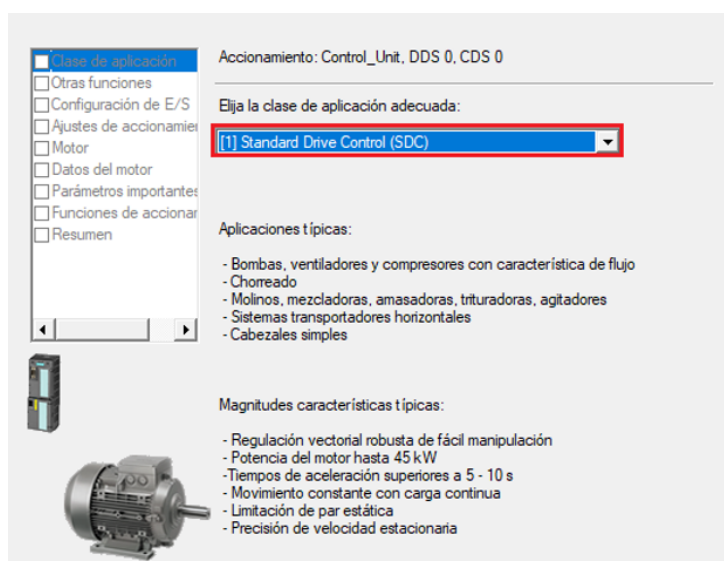 Clase de aplicación
Otras funciones
Configuración de E/S
Ajustes de accionamier
Motor
Datos del motor
Parámetros importantes
Funciones de accionar
Resumen
Accionamiento: Control_Unit, DDS 0, CDS 0
Elija la clase de aplicación adecuada:
[1] Standard Drive Control (SDC)
Aplicaciones típicas:
- Bombas, ventiladores y compresores con característica de flujo
- Chorreado
- Molinos, mezcladoras, amasadoras, trituradoras, agitadores
- Sistemas transportadores horizontales
- Cabezales simples
Magnitudes características típicas:
- Regulación vectorial robusta de fácil manipulación
- Potencia del motor hasta 45 kW
-Tiempos de aceleración superiores a 5 - 10 s
- Movimiento constante con carga continua
- Limitación de par estática
- Precisión de velocidad estacionaria